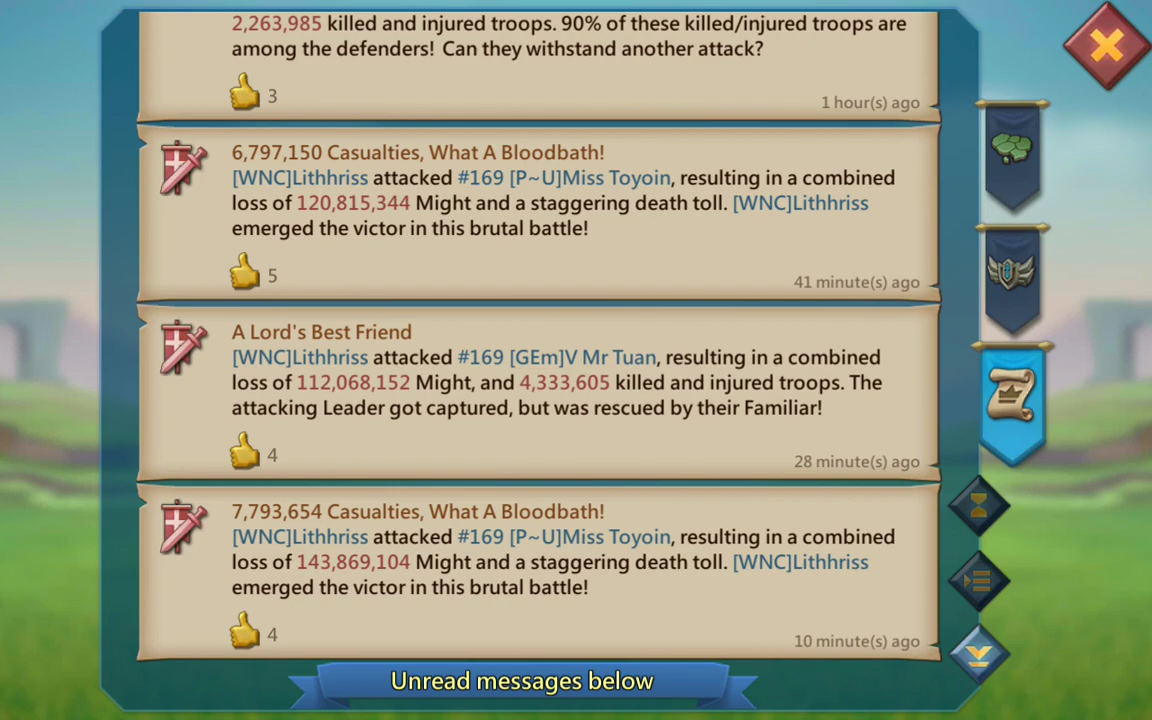 2,263,985 killed and injured troops. 90% of these killed/injured troops are
among the defenders! Can they withstand another attack?
3
1 hour(s) ago
6,797,150 Casualties, What A Bloodbath!
[WNC]Lithhriss attacked #169 [P~U]Miss Toyoin, resulting in a combined
loss of 120,815,344 Might and a staggering death toll. [WNC]Lithhriss
emerged the victor in this brutal battle!
5
41 minute(s) ago
A Lord's Best Friend
[WNC]Lithhriss attacked #169 [GEm]V Mr Tuan, resulting in a combined
loss of 112,068,152 Might, and 4,333,605 killed and injured troops. The
attacking Leader got captured, but was rescued by their Familiar!
4
28 minute(s) ago
7,793,654 Casualties, What A Bloodbath!
[WNC]Lithhriss attacked #169 [P~U]Miss Toyoin, resulting in a combined
loss of 143,869,104 Might and a staggering death toll. [WNC]Lithhriss
emerged the victor in this brutal battle!
4
10 minute(s) ago
Unread messages below